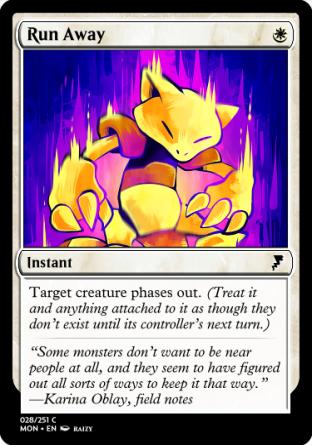 Run Away
Instant
Target creature phases out. (Treat it
and anything attached to it as though they
don't exist until its controller's next turn.)
"Some monsters don't want to be near
people at all, and they seem to have figured
out all sorts of ways to keep it that way."
—Karina Oblay, field notes
028/251 C
MON • EN RAIZY